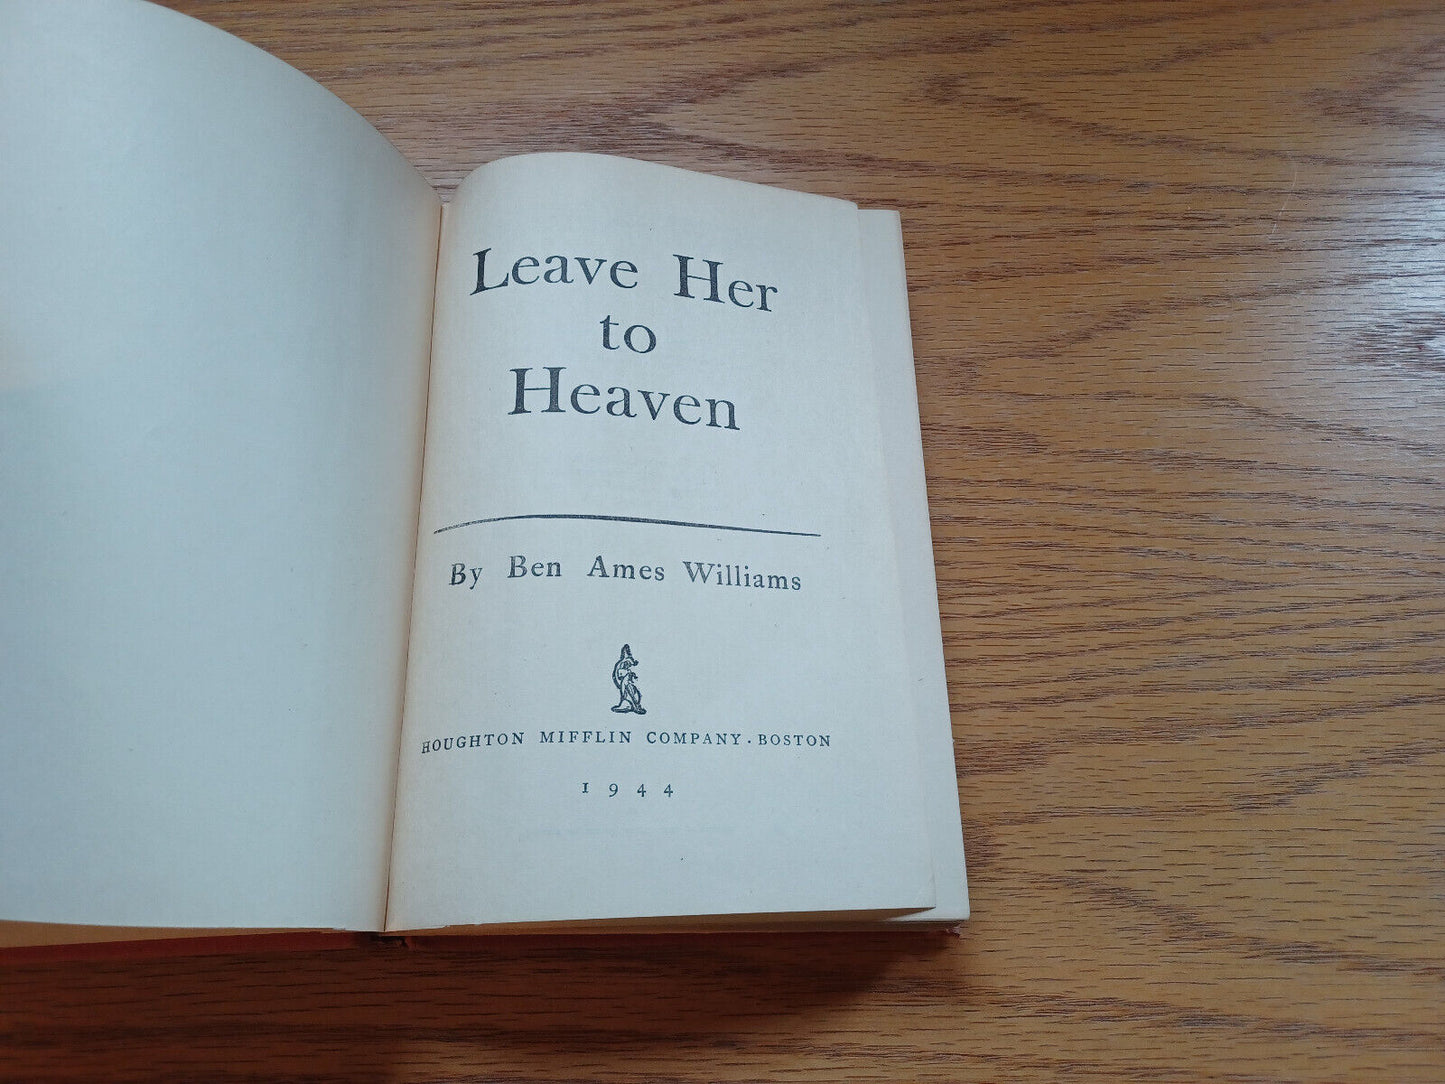 Leave Her
to
Heaven
By Ben Ames Williams
HOUGHTON MIFFLIN COMPANY · BOSTON
1944